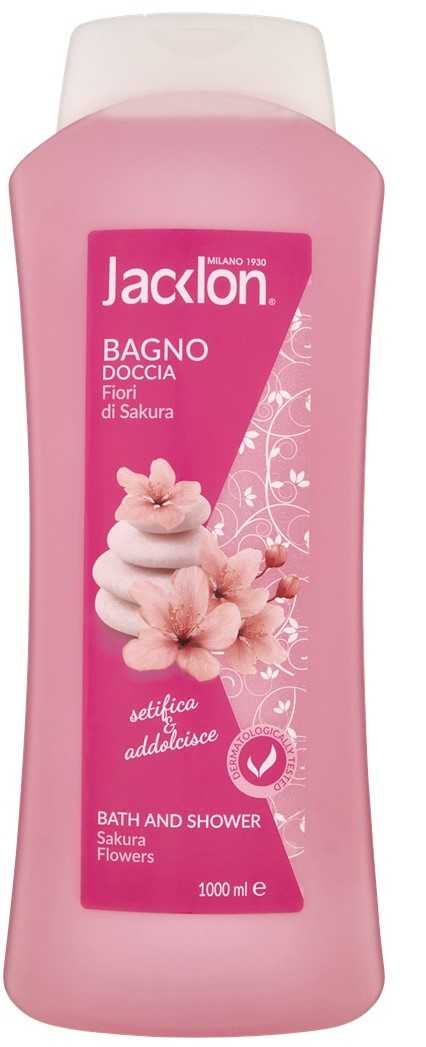 MILANO 1930
Jacklon®
BAGNO
DOCCIA
Fiori
di Sakura
setifica
&
addolcisce
DERMATOLOGICALLY TESTED
BATH AND SHOWER
Sakura
Flowers
1000 ml ℮